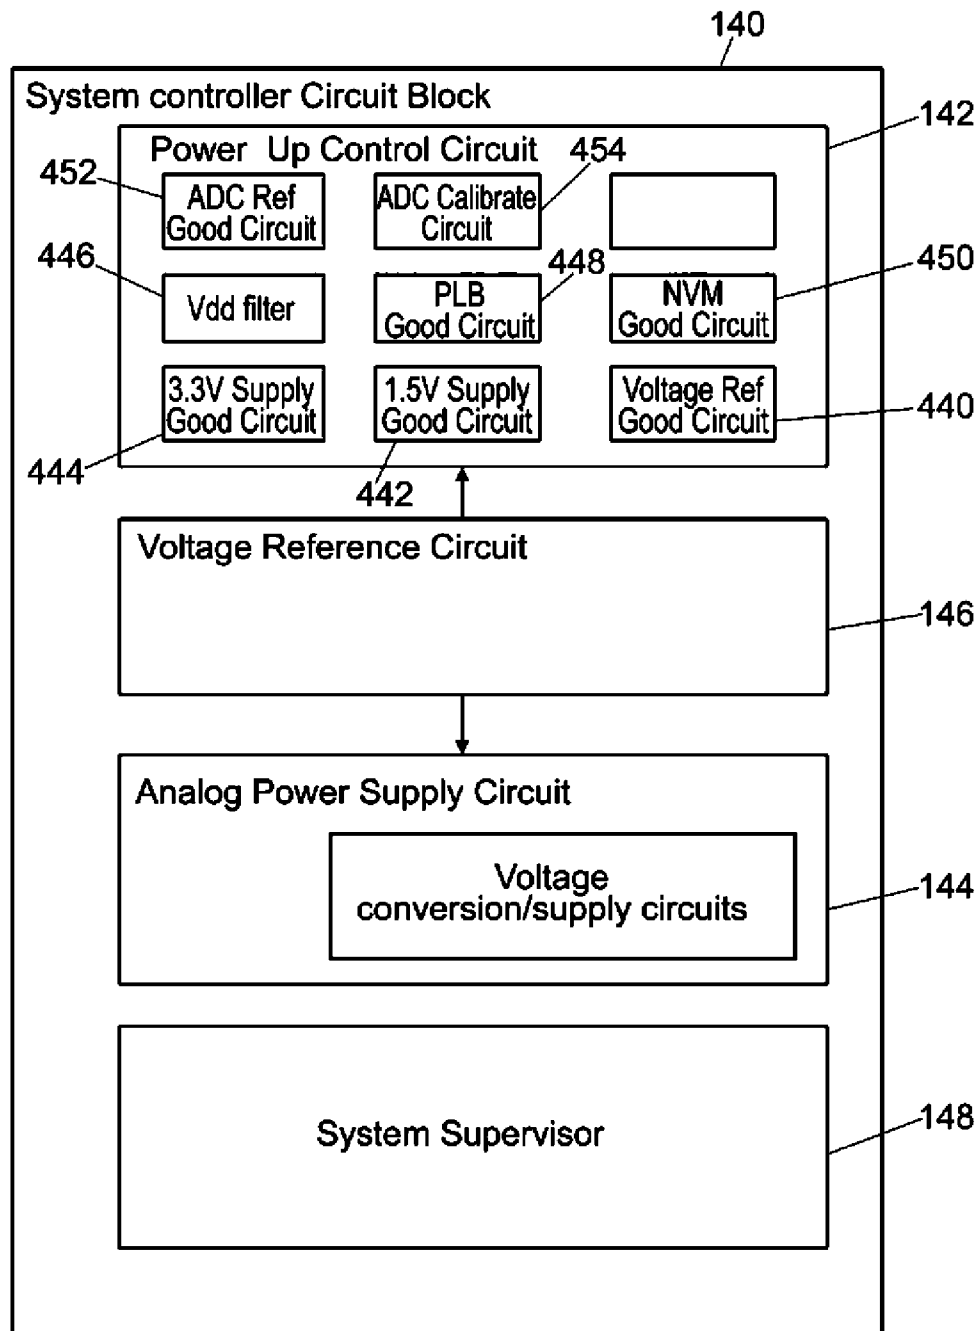 140
System controller Circuit Block
142
Power Up Control Circuit
452
454
ADC Ref
Good Circuit
ADC Calibrate
Circuit
446
448
450
Vdd filter
PLB
Good Circuit
NVM
Good Circuit
3.3V Supply
Good Circuit
1.5V Supply
Good Circuit
Voltage Ref
Good Circuit
440
444
442
Voltage Reference Circuit
146
Analog Power Supply Circuit
Voltage
conversion/supply circuits
144
System Supervisor
148